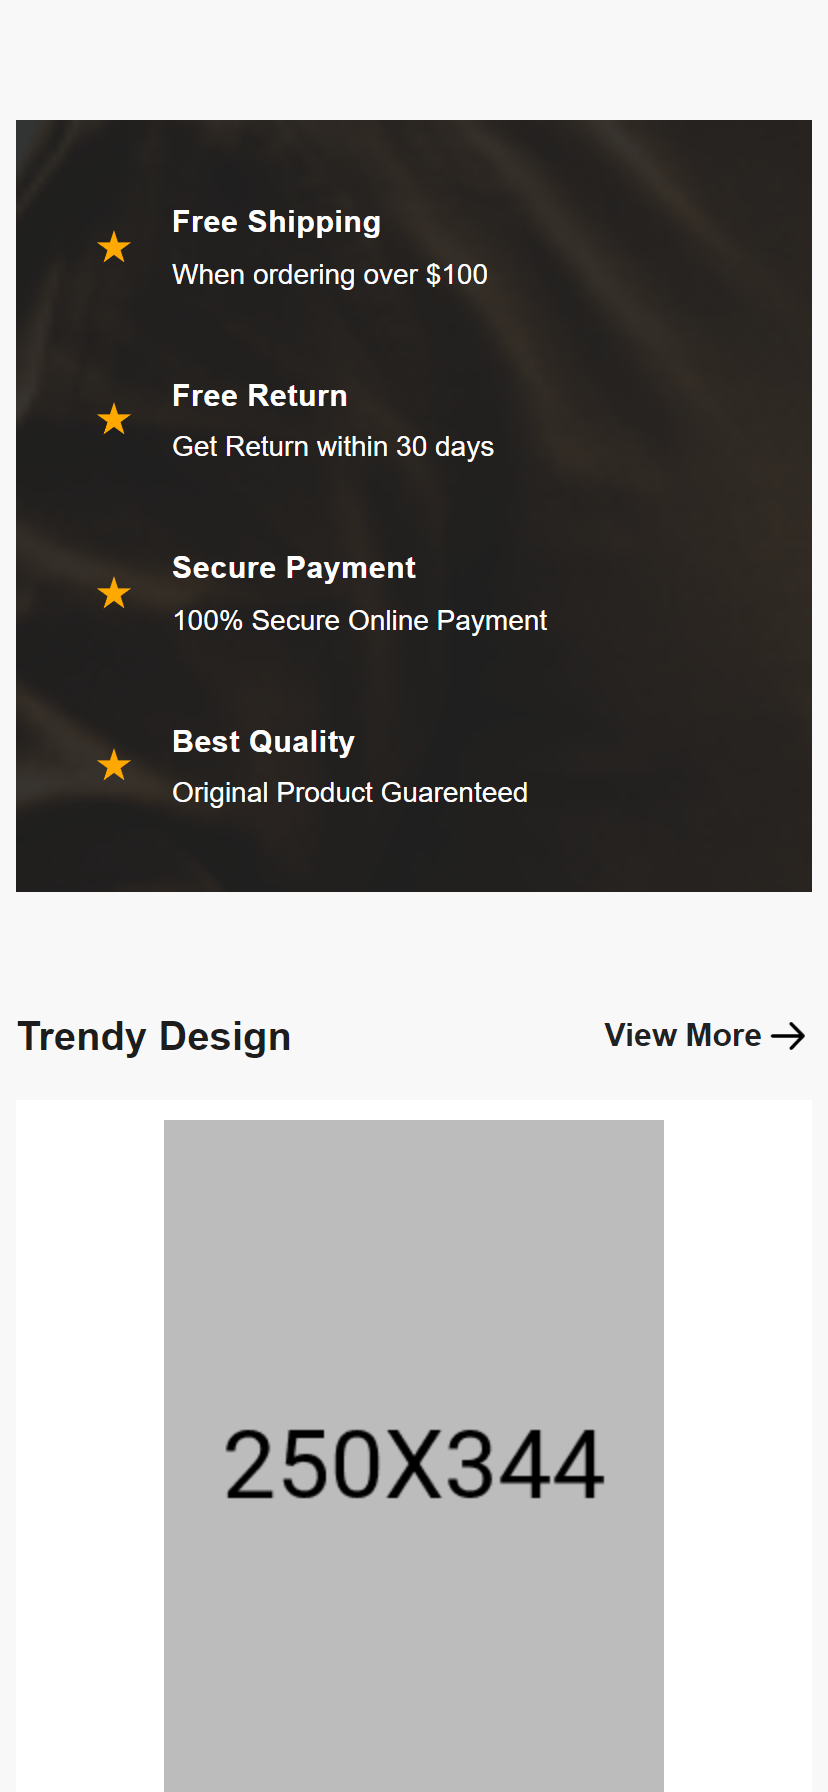 Free Shipping
When ordering over $100
Free Return
Get Return within 30 days
Secure Payment
100% Secure Online Payment
Best Quality
Original Product Guarenteed
Trendy Design
View More
250X344